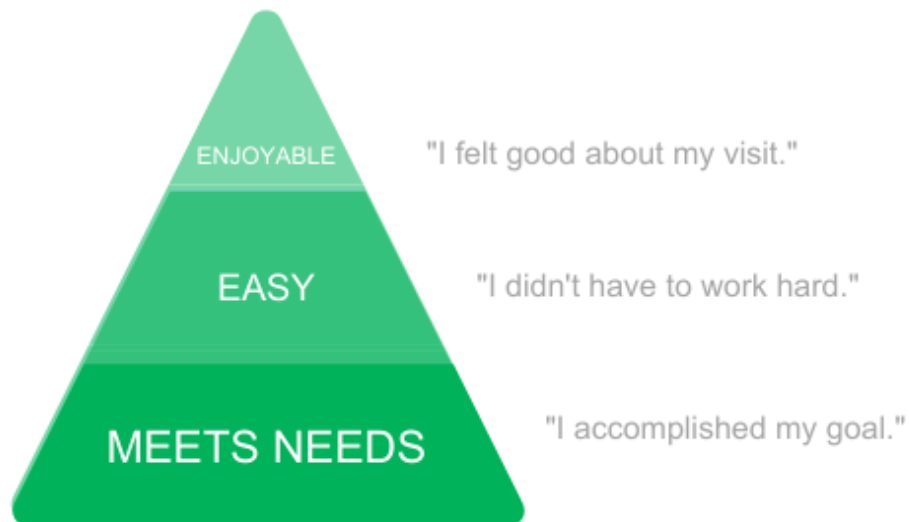 ENJOYABLE "I felt good about my visit."
EASY "I didn't have to work hard."
MEETS NEEDS "I accomplished my goal."